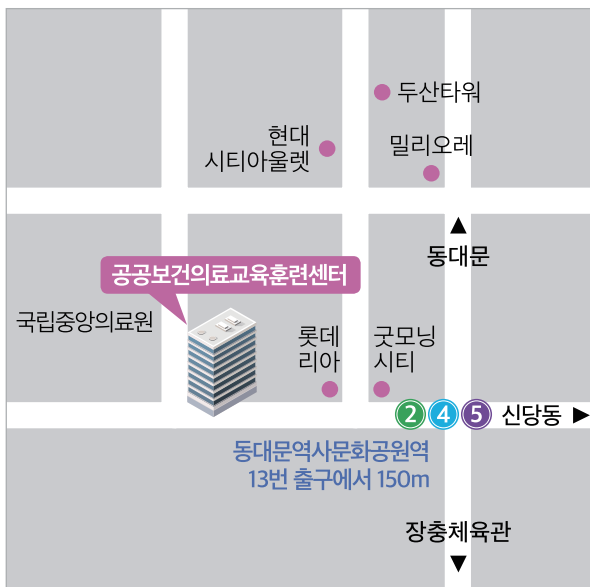 두산타워
현대
시티아울렛
밀리오레
▲
동대문
공공보건의료교육훈련센터
국립중앙의료원
롯데
리아
굿모닝
시티
2 4 5 신당동 ▶
동대문역사문화공원역
13번 출구에서 150m
장충체육관
▼